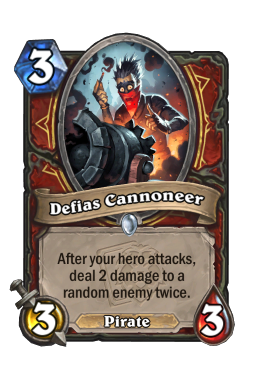 3
Defias Cannoneer
After your hero attacks,
deal 2 damage to a
random enemy twice.
3
Pirate
3